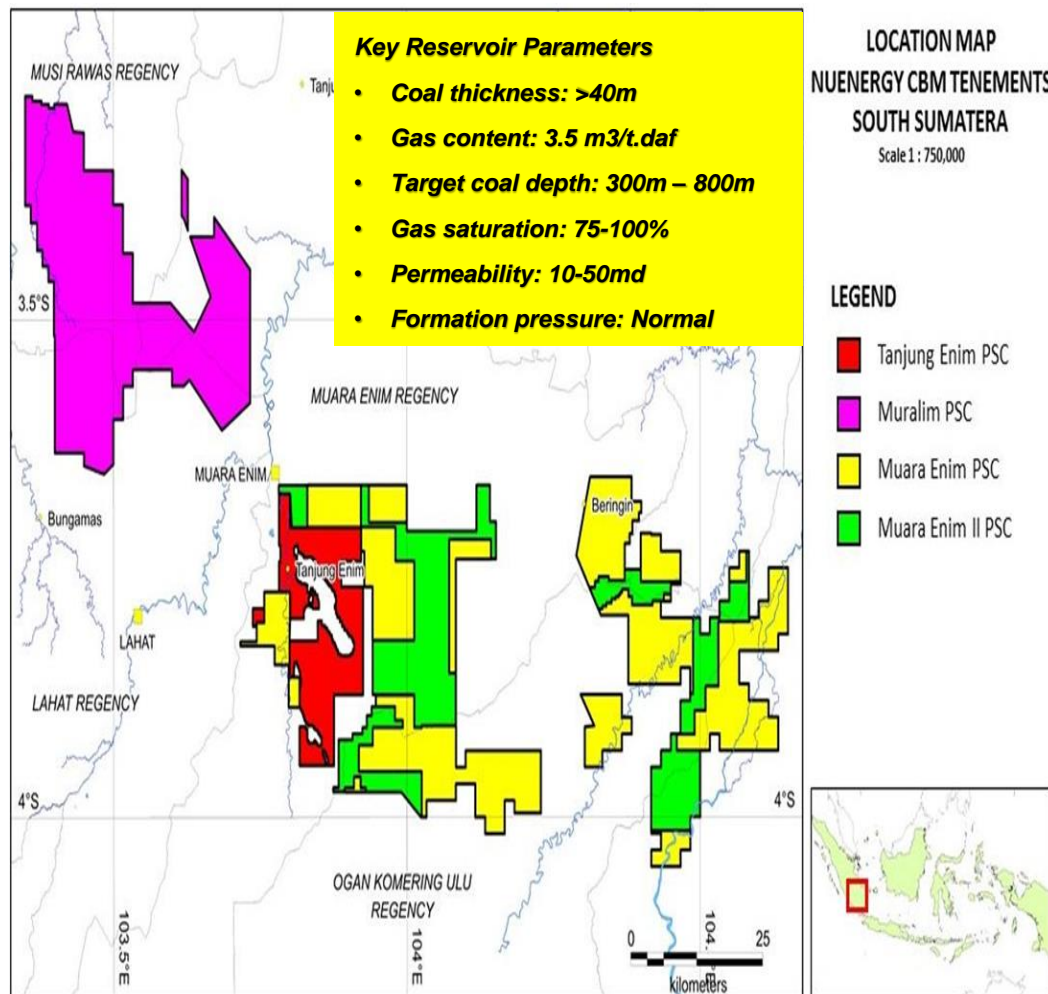 Key Reservoir Parameters
• Coal thickness: >40m
• Gas content: 3.5 m3/t.daf
• Target coal depth: 300m – 800m
• Gas saturation: 75-100%
• Permeability: 10-50md
• Formation pressure: Normal
LOCATION MAP
NUENERGY CBM TENEMENTS
SOUTH SUMATERA
Scale 1 : 750,000
LEGEND
Tanjung Enim PSC
Muralim PSC
Muara Enim PSC
Muara Enim II PSC
MUSI RAWAS REGENCY
3.5°S
MUARA ENIM REGENCY
MUARA ENIM
Beringin
Bungamas
Tanjung Enim
LAHAT
LAHAT REGENCY
4°S
4°S
OGAN KOMERING ULU
REGENCY
103.5°E
104°E
0
25
kilometers